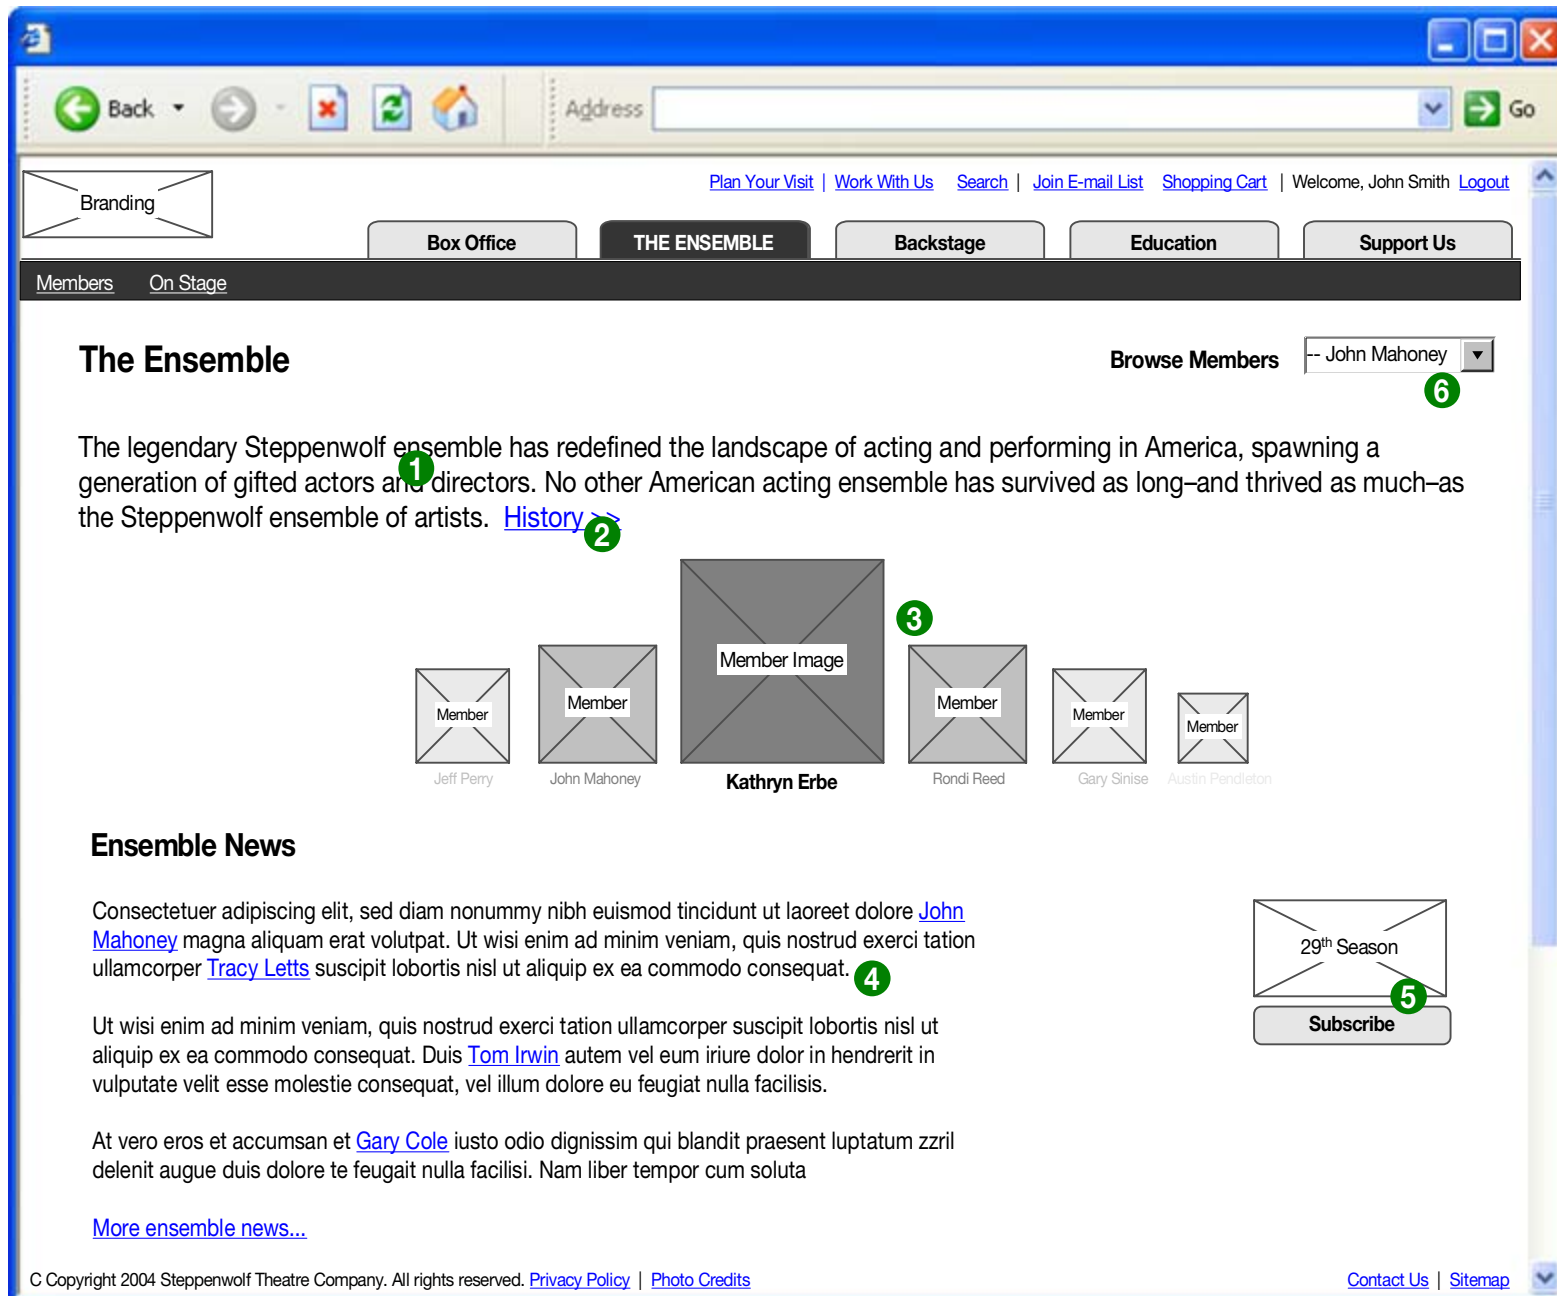 Back
Address
Go
Branding
Plan Your Visit | Work With Us Search | Join E-mail List Shopping Cart | Welcome, John Smith Logout
Box Office THE ENSEMBLE Backstage Education Support Us
Members On Stage
The Ensemble
Browse Members -- John Mahoney
6
The legendary Steppenwolf ensemble has redefined the landscape of acting and performing in America, spawning a
1
generation of gifted actors and directors. No other American acting ensemble has survived as long–and thrived as much–as
the Steppenwolf ensemble of artists. History >>
2
3
Member Image
Member Member Member Member Member
Jeff Perry John Mahoney Kathryn Erbe Rondi Reed Gary Sinise Austin Pendleton
Ensemble News
Consectetuer adipiscing elit, sed diam nonummy nibh euismod tincidunt ut laoreet dolore John
Mahoney magna aliquam erat volutpat. Ut wisi enim ad minim veniam, quis nostrud exerci tation
ullamcorper Tracy Letts suscipit lobortis nisl ut aliquip ex ea commodo consequat.
4
Ut wisi enim ad minim veniam, quis nostrud exerci tation ullamcorper suscipit lobortis nisl ut
aliquip ex ea commodo consequat. Duis Tom Irwin autem vel eum iriure dolor in hendrerit in
vulputate velit esse molestie consequat, vel illum dolore eu feugiat nulla facilisis.
At vero eros et accumsan et Gary Cole iusto odio dignissim qui blandit praesent luptatum zzril
delenit augue duis dolore te feugait nulla facilisi. Nam liber tempor cum soluta
More ensemble news...
29th Season
5
Subscribe
C Copyright 2004 Steppenwolf Theatre Company. All rights reserved. Privacy Policy | Photo Credits
Contact Us | Sitemap